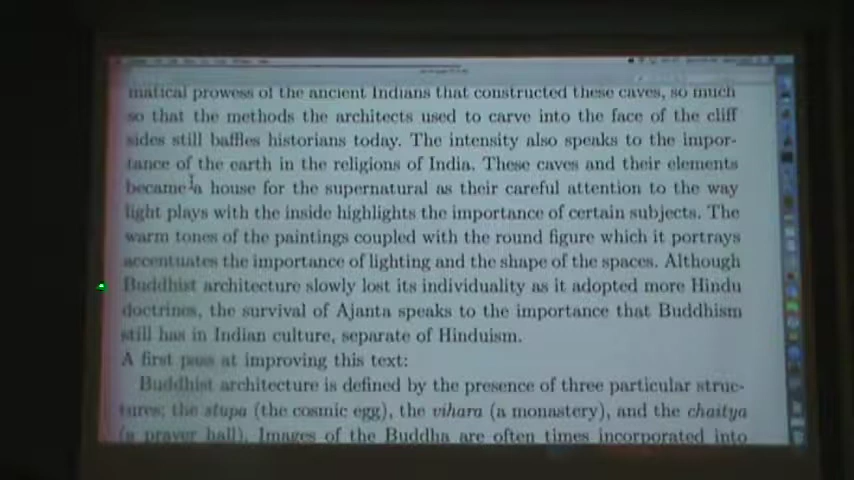 matical prowess of the ancient Indians that constructed these caves, so much
so that the methods the architects used to carve into the face of the cliff
sides still baffles historians today. The intensity also speaks to the impor-
tance of the earth in the religions of India. These caves and their elements
became a house for the supernatural as their careful attention to the way
light plays with the inside highlights the importance of certain subjects. The
warm tones of the paintings coupled with the round figure which it portrays
accentuates the importance of lighting and the shape of the spaces. Although
Buddhist architecture slowly lost its individuality as it adopted more Hindu
doctrines, the survival of Ajanta speaks to the importance that Buddhism
still has in Indian culture, separate of Hinduism.
A first pass at improving this text:
Buddhist architecture is defined by the presence of three particular struc-
tures; the stupa (the cosmic egg), the vihara (a monastery), and the chaitya
(a prayer hall). Images of the Buddha are often times incorporated into